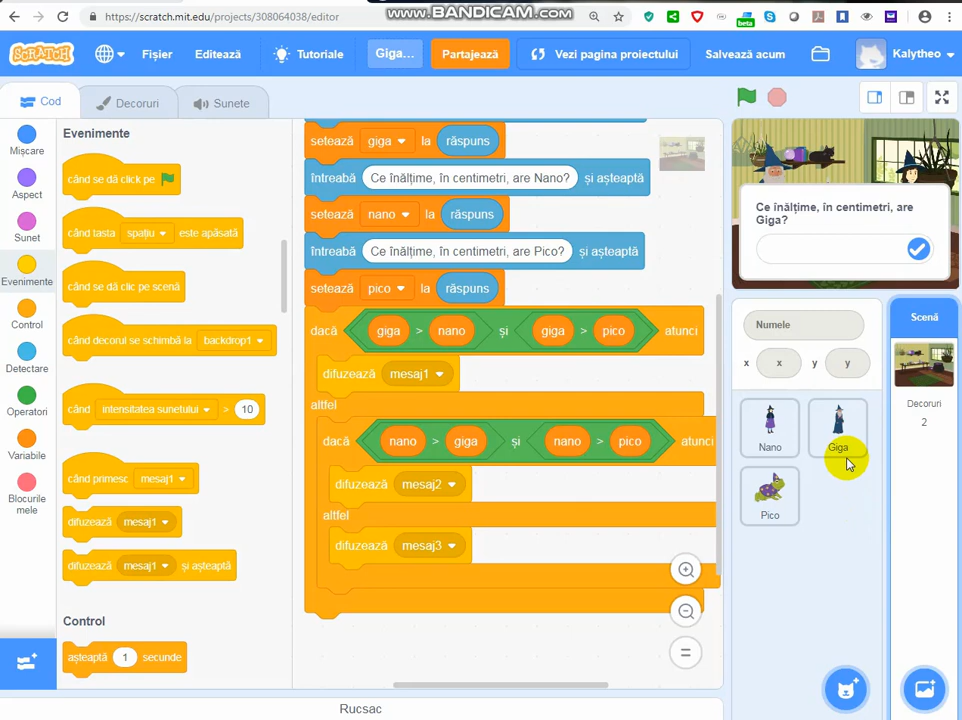 https://scratch.mit.edu/projects/308064038/editor
www.BANDICAM.com
beta
SCRATCH
Fișier
Editează
Tutoriale
Giga...
Partajează
Vezi pagina proiectului
Salvează acum
Kalytheo
Cod
Decoruri
Sunete
Mișcare
Aspect
Sunet
Evenimente
Control
Detectare
Operatori
Variabile
Blocurile mele
Evenimente
când se dă click pe
când tasta spațiu este apăsată
când se dă clic pe scenă
când decorul se schimbă la backdrop1
când intensitatea sunetului > 10
când primesc mesaj1
difuzează mesaj1
difuzează mesaj1 și așteaptă
Control
așteaptă 1 secunde
setează giga la răspuns
întreabă Ce înălțime, în centimetri, are Nano? și așteaptă
setează nano la răspuns
întreabă Ce înălțime, în centimetri, are Pico? și așteaptă
setează pico la răspuns
dacă giga > nano și giga > pico atunci
difuzează mesaj1
altfel
dacă nano > giga și nano > pico atunci
difuzează mesaj2
altfel
difuzează mesaj3
Rucsac
Ce înălțime, în centimetri, are
Giga?
Numele
x x y y
Nano
Giga
Pico
Scenă
Decoruri
2